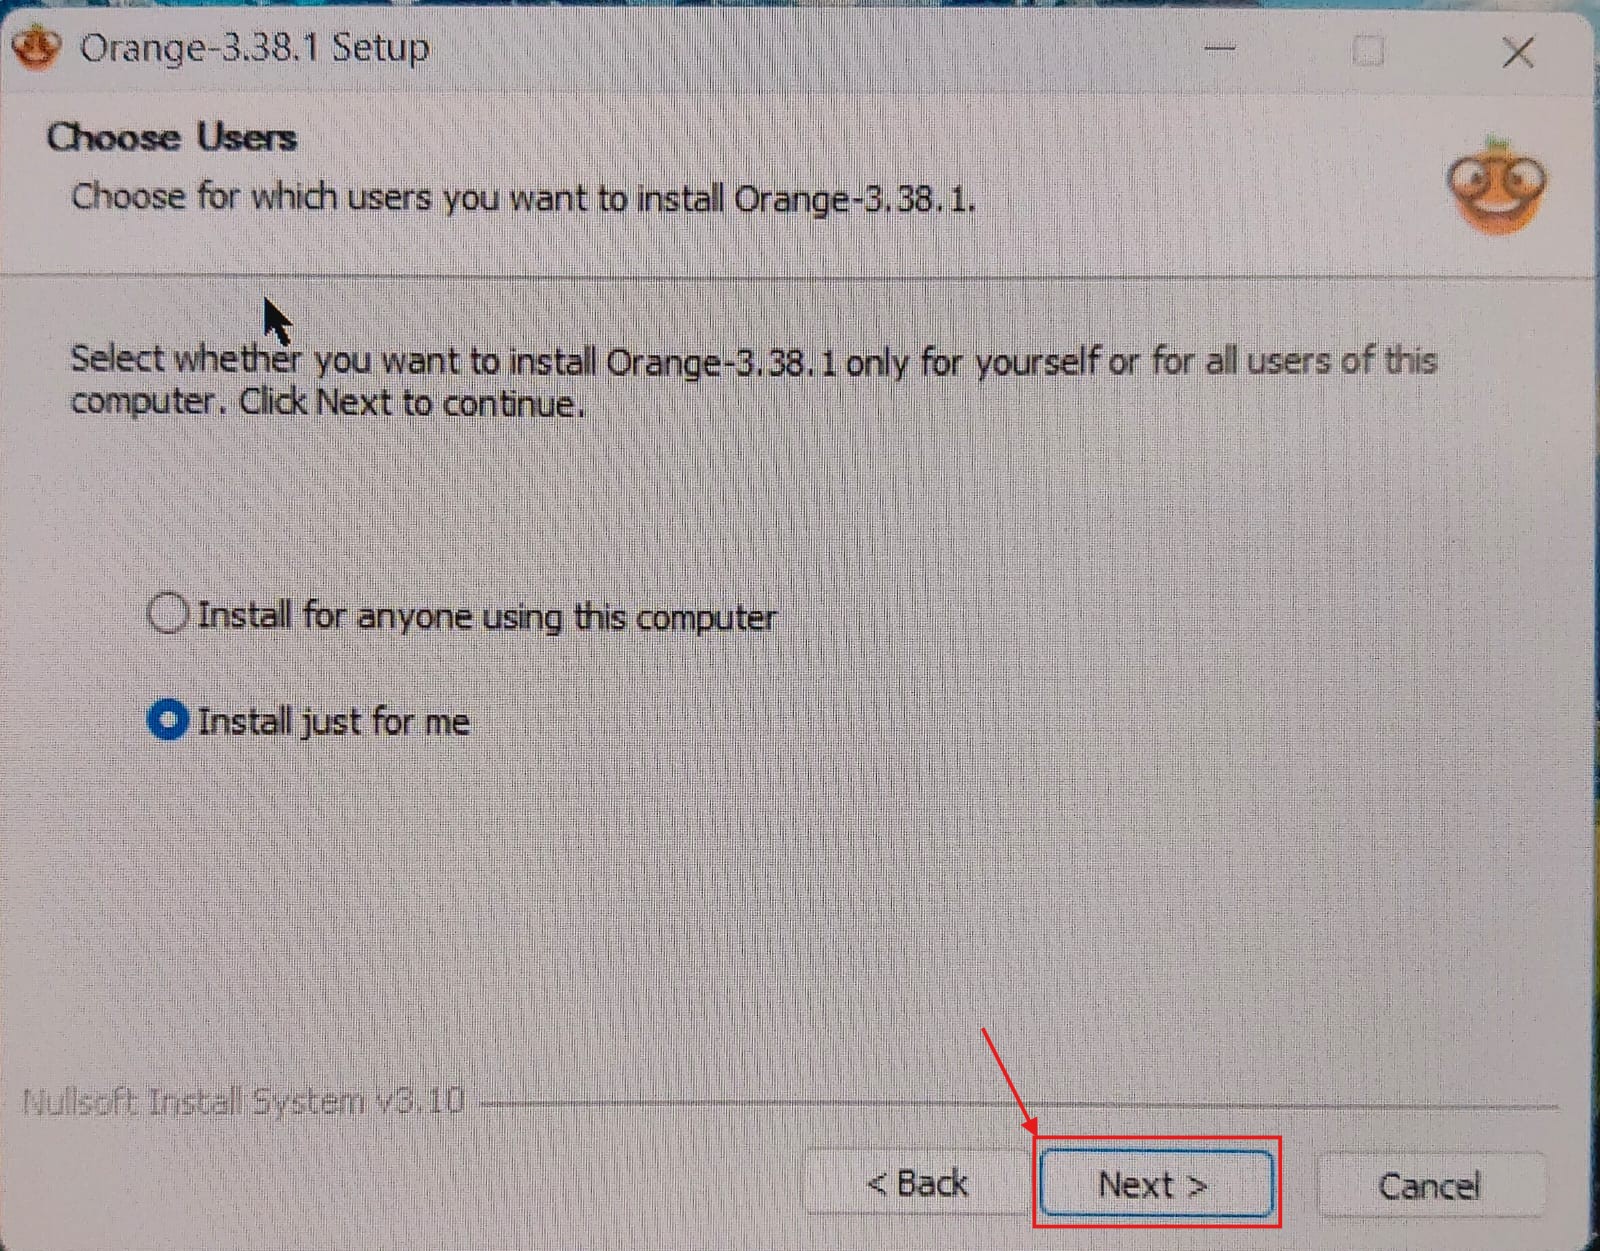 Orange-3.38.1 Setup
Choose Users
Choose for which users you want to install Orange-3.38.1.
Select whether you want to install Orange-3.38.1 only for yourself or for all users of this
computer. Click Next to continue.
Install for anyone using this computer
Install just for me
Nullsoft Install System v3.10
< Back
Next >
Cancel